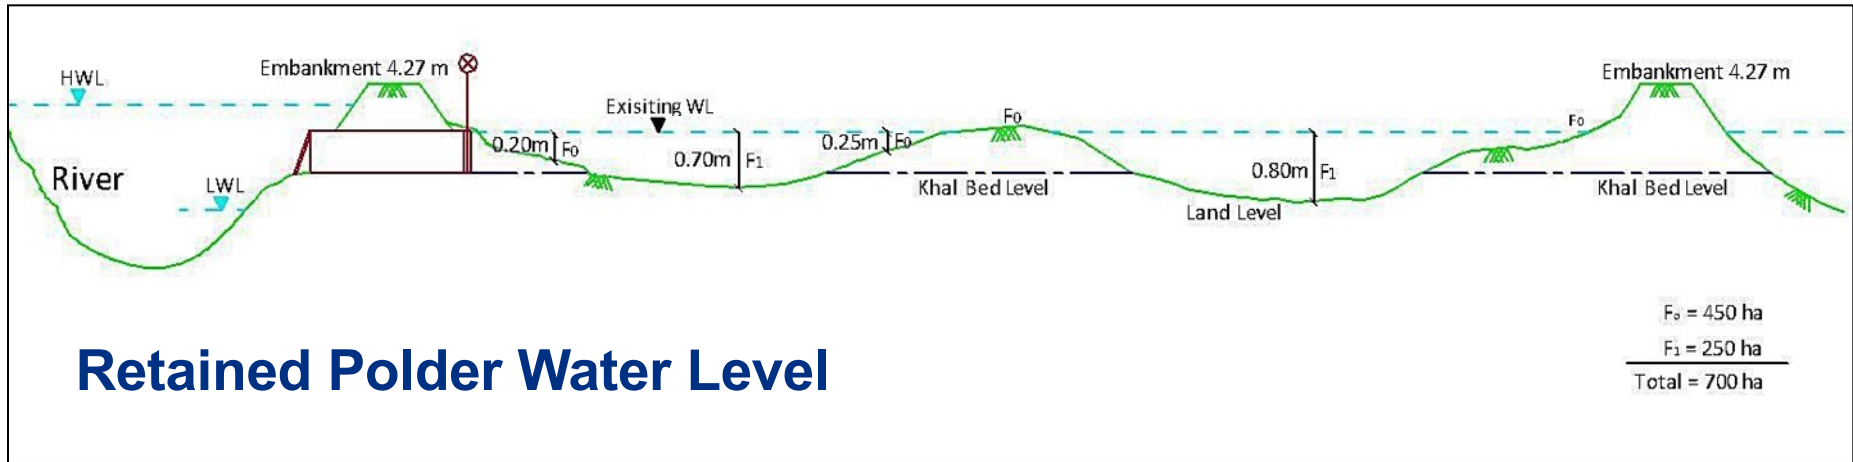 HWL
Embankment 4.27 m
Exisiting WL
Fo
Embankment 4.27 m
Fo
0.20m
Fo
0.70m
F1
0.25m
Fo
0.80m
F1
River
LWL
Khal Bed Level
Land Level
Khal Bed Level
Fo = 450 ha
F1 = 250 ha
Total = 700 ha
Retained Polder Water Level